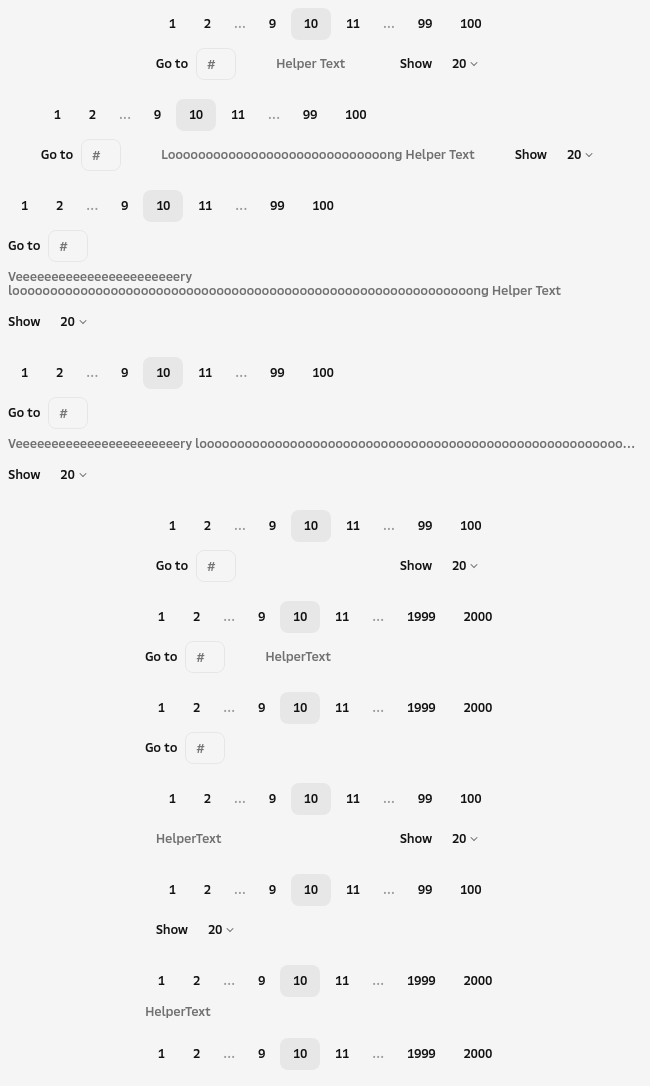 1 2 ... 9 10 11 ... 99 100
Go to # Helper Text Show 20
1 2 ... 9 10 11 ... 99 100
Go to # Looooooooooooooooooooooooooooong Helper Text Show 20
1 2 ... 9 10 11 ... 99 100
Go to #
Veeeeeeeeeeeeeeeeeeeeeeery
looooooooooooooooooooooooooooooooooooooooooooooooooooooooooooong Helper Text
Show 20
1 2 ... 9 10 11 ... 99 100
Go to #
Veeeeeeeeeeeeeeeeeeeeeeery looooooooooooooooooooooooooooooooooooooooooooooooooooooooo...
Show 20
1 2 ... 9 10 11 ... 99 100
Go to # Show 20
1 2 ... 9 10 11 ... 1999 2000
Go to # HelperText
1 2 ... 9 10 11 ... 1999 2000
Go to #
1 2 ... 9 10 11 ... 99 100
HelperText Show 20
1 2 ... 9 10 11 ... 99 100
Show 20
1 2 ... 9 10 11 ... 1999 2000
HelperText
1 2 ... 9 10 11 ... 1999 2000